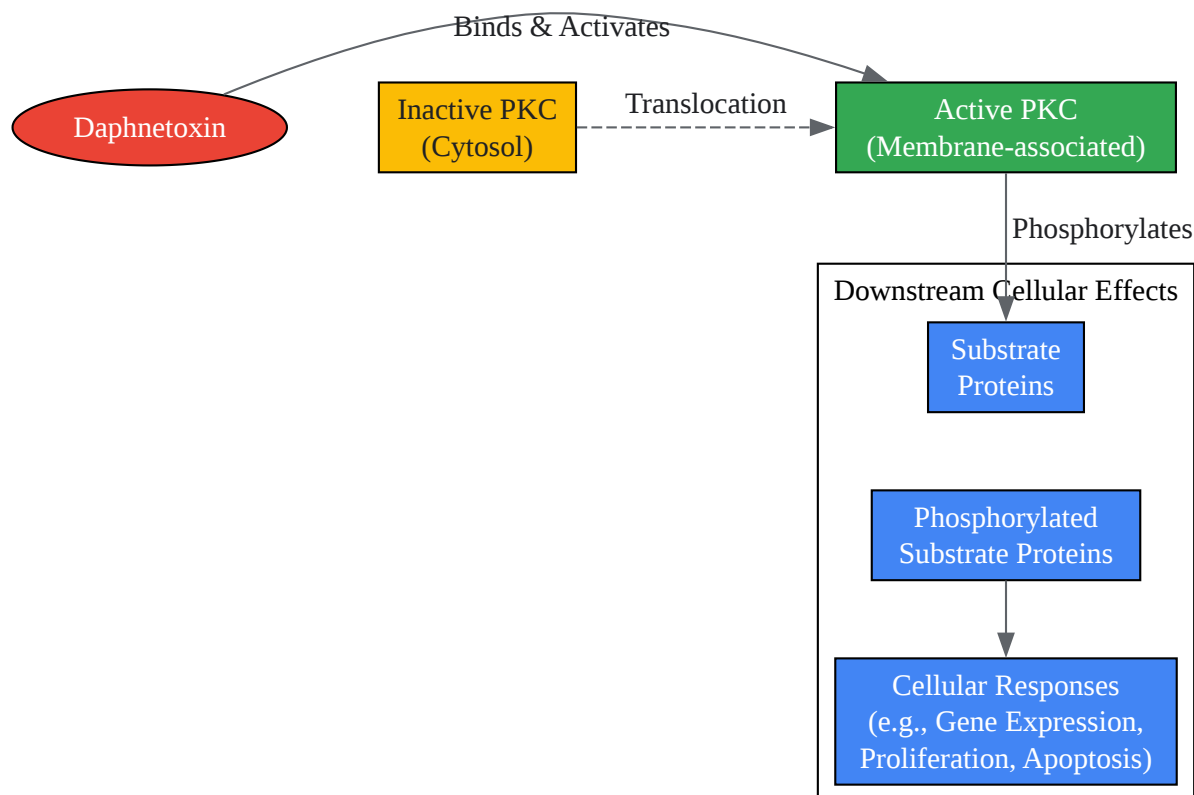 Binds & Activates
Daphnetoxin
Inactive PKC
(Cytosol)
Translocation
Active PKC
(Membrane-associated)
Phosphorylates
Downstream Cellular Effects
Substrate
Proteins
Phosphorylated
Substrate Proteins
Cellular Responses
(e.g., Gene Expression,
Proliferation, Apoptosis)